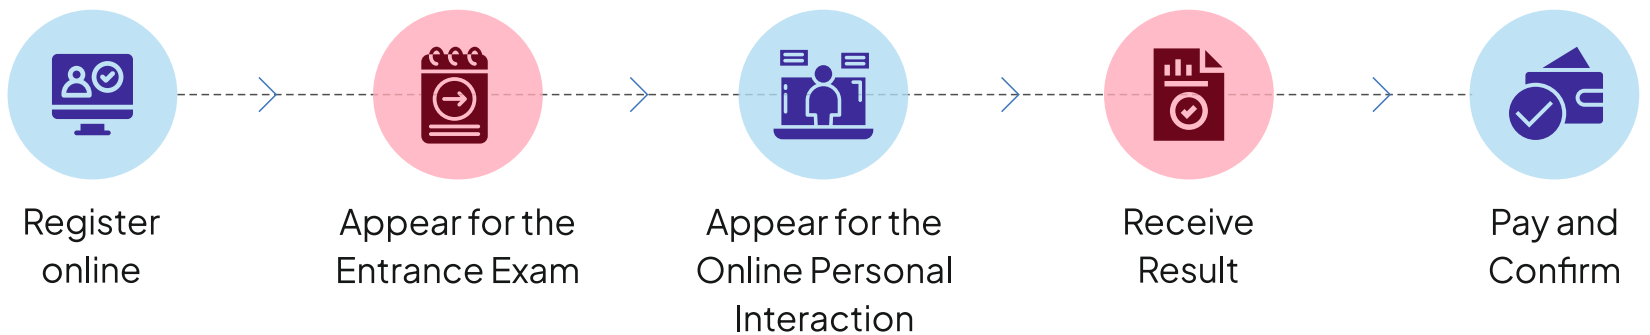 Register
online
Appear for the
Entrance Exam
Appear for the
Online Personal
Interaction
Receive
Result
Pay and
Confirm